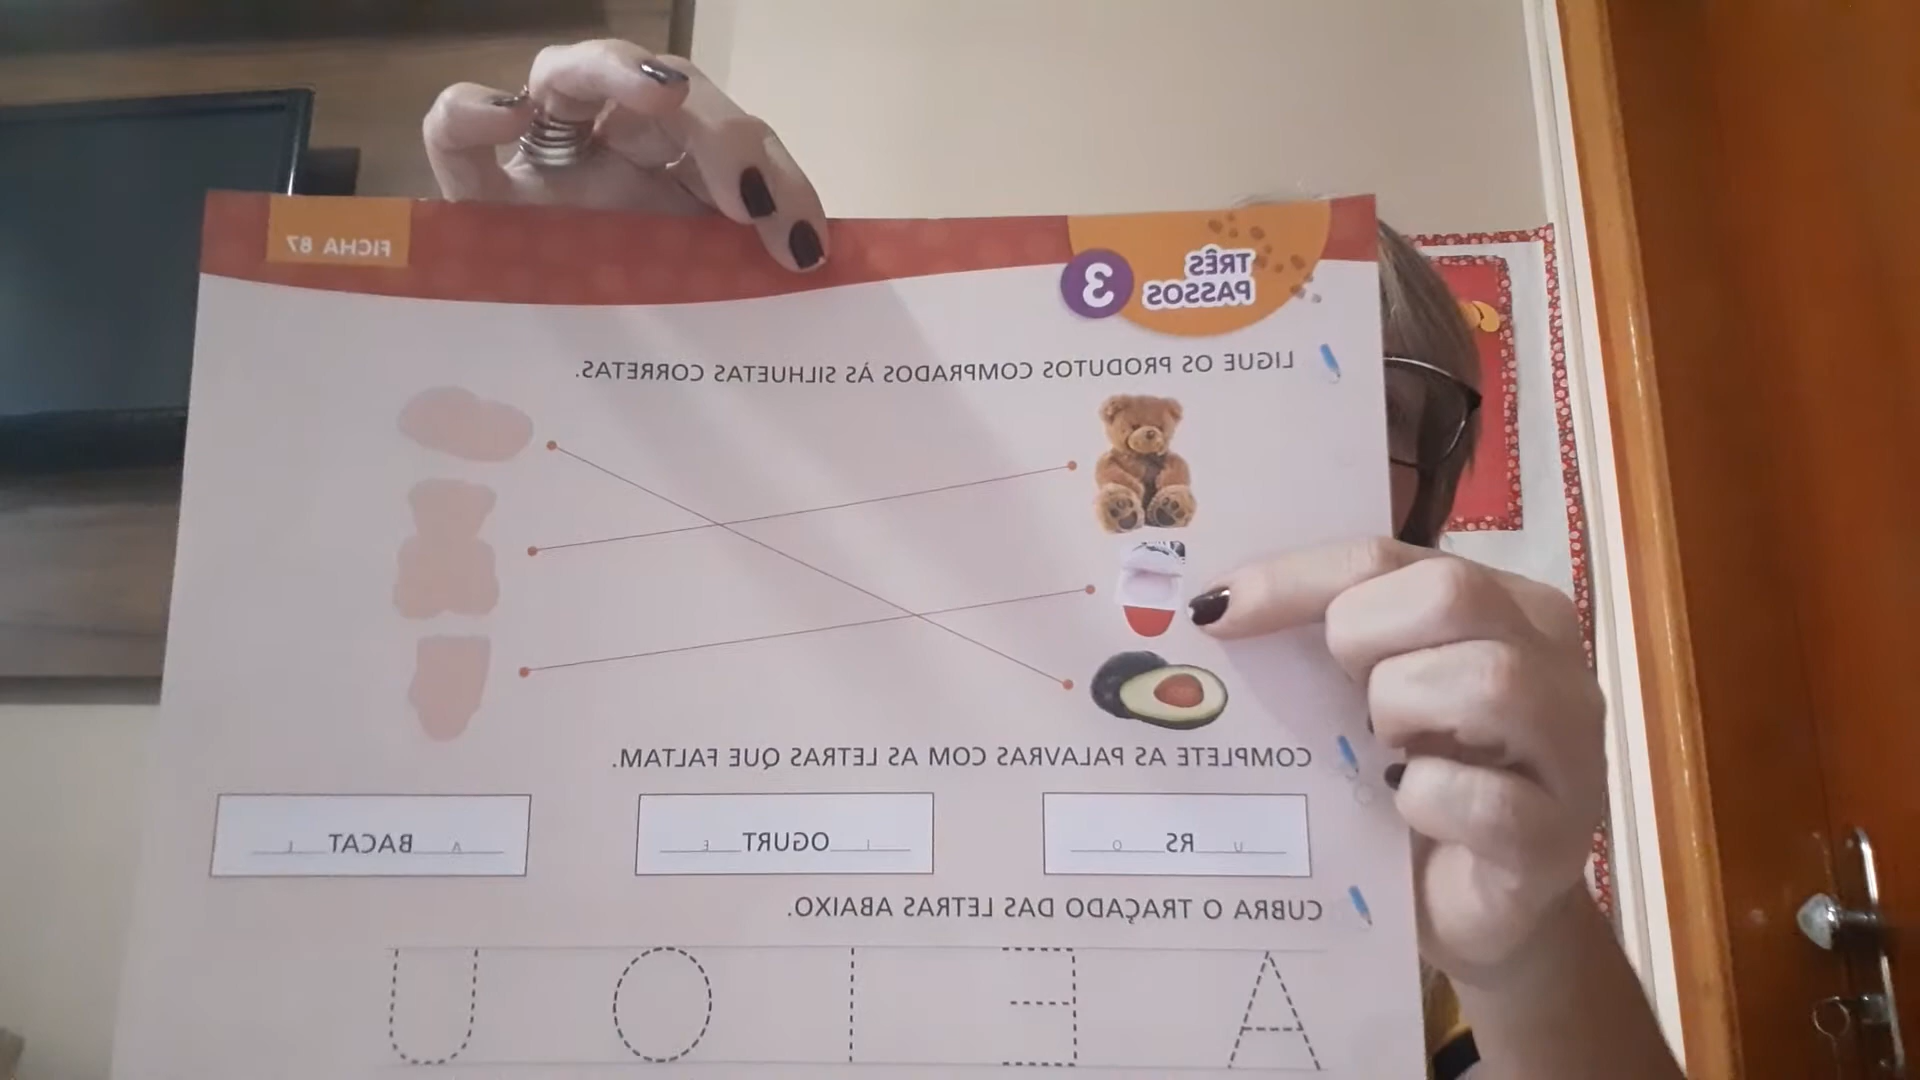 TRÊS
PASSOS
3
FICHA 87
LIGUE OS PRODUTOS COMPRADOS ÀS SILHUETAS CORRETAS.
COMPLETE AS PALAVRAS COM AS LETRAS QUE FALTAM.
U RS O
I OGURT E
A BACAT
CUBRA O TRAÇADO DAS LETRAS ABAIXO.
A E I O U